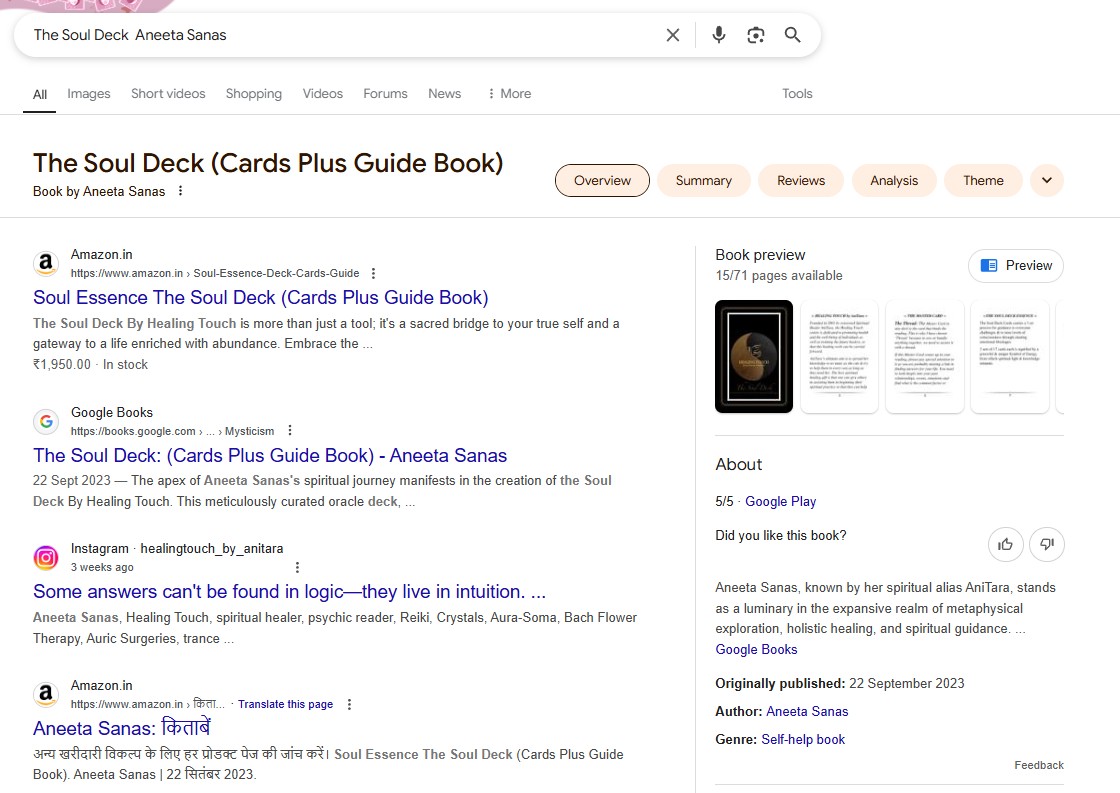 The Soul Deck Aneeta Sanas
All
Images
Short videos
Shopping
Videos
Forums
News
More
Tools
The Soul Deck (Cards Plus Guide Book)
Book by Aneeta Sanas
Overview
Summary
Reviews
Analysis
Theme
Amazon.in
https://www.amazon.in › Soul-Essence-Deck-Cards-Guide
Soul Essence The Soul Deck (Cards Plus Guide Book)
The Soul Deck By Healing Touch is more than just a tool; it's a sacred bridge to your true self and a
gateway to a life enriched with abundance. Embrace the ...
₹1,950.00 · In stock
Google Books
https://books.google.com › ... › Mysticism
The Soul Deck: (Cards Plus Guide Book) - Aneeta Sanas
22 Sept 2023 — The apex of Aneeta Sanas's spiritual journey manifests in the creation of the Soul
Deck By Healing Touch. This meticulously curated oracle deck, ...
Instagram · healingtouch_by_anitara
3 weeks ago
Some answers can't be found in logic—they live in intuition. ...
Aneeta Sanas, Healing Touch, spiritual healer, psychic reader, Reiki, Crystals, Aura-Soma, Bach Flower
Therapy, Auric Surgeries, trance ...
Amazon.in
https://www.amazon.in › किता... · Translate this page
Aneeta Sanas: किताबें
अन्य खरीदारी विकल्प के लिए हर प्रोडक्ट पेज की जांच करें। Soul Essence The Soul Deck (Cards Plus Guide
Book). Aneeta Sanas | 22 सितंबर 2023.
Book preview
15/71 pages available
Preview
About
5/5 · Google Play
Did you like this book?
Aneeta Sanas, known by her spiritual alias AniTara, stands
as a luminary in the expansive realm of metaphysical
exploration, holistic healing, and spiritual guidance. ...
Google Books
Originally published: 22 September 2023
Author: Aneeta Sanas
Genre: Self-help book
Feedback